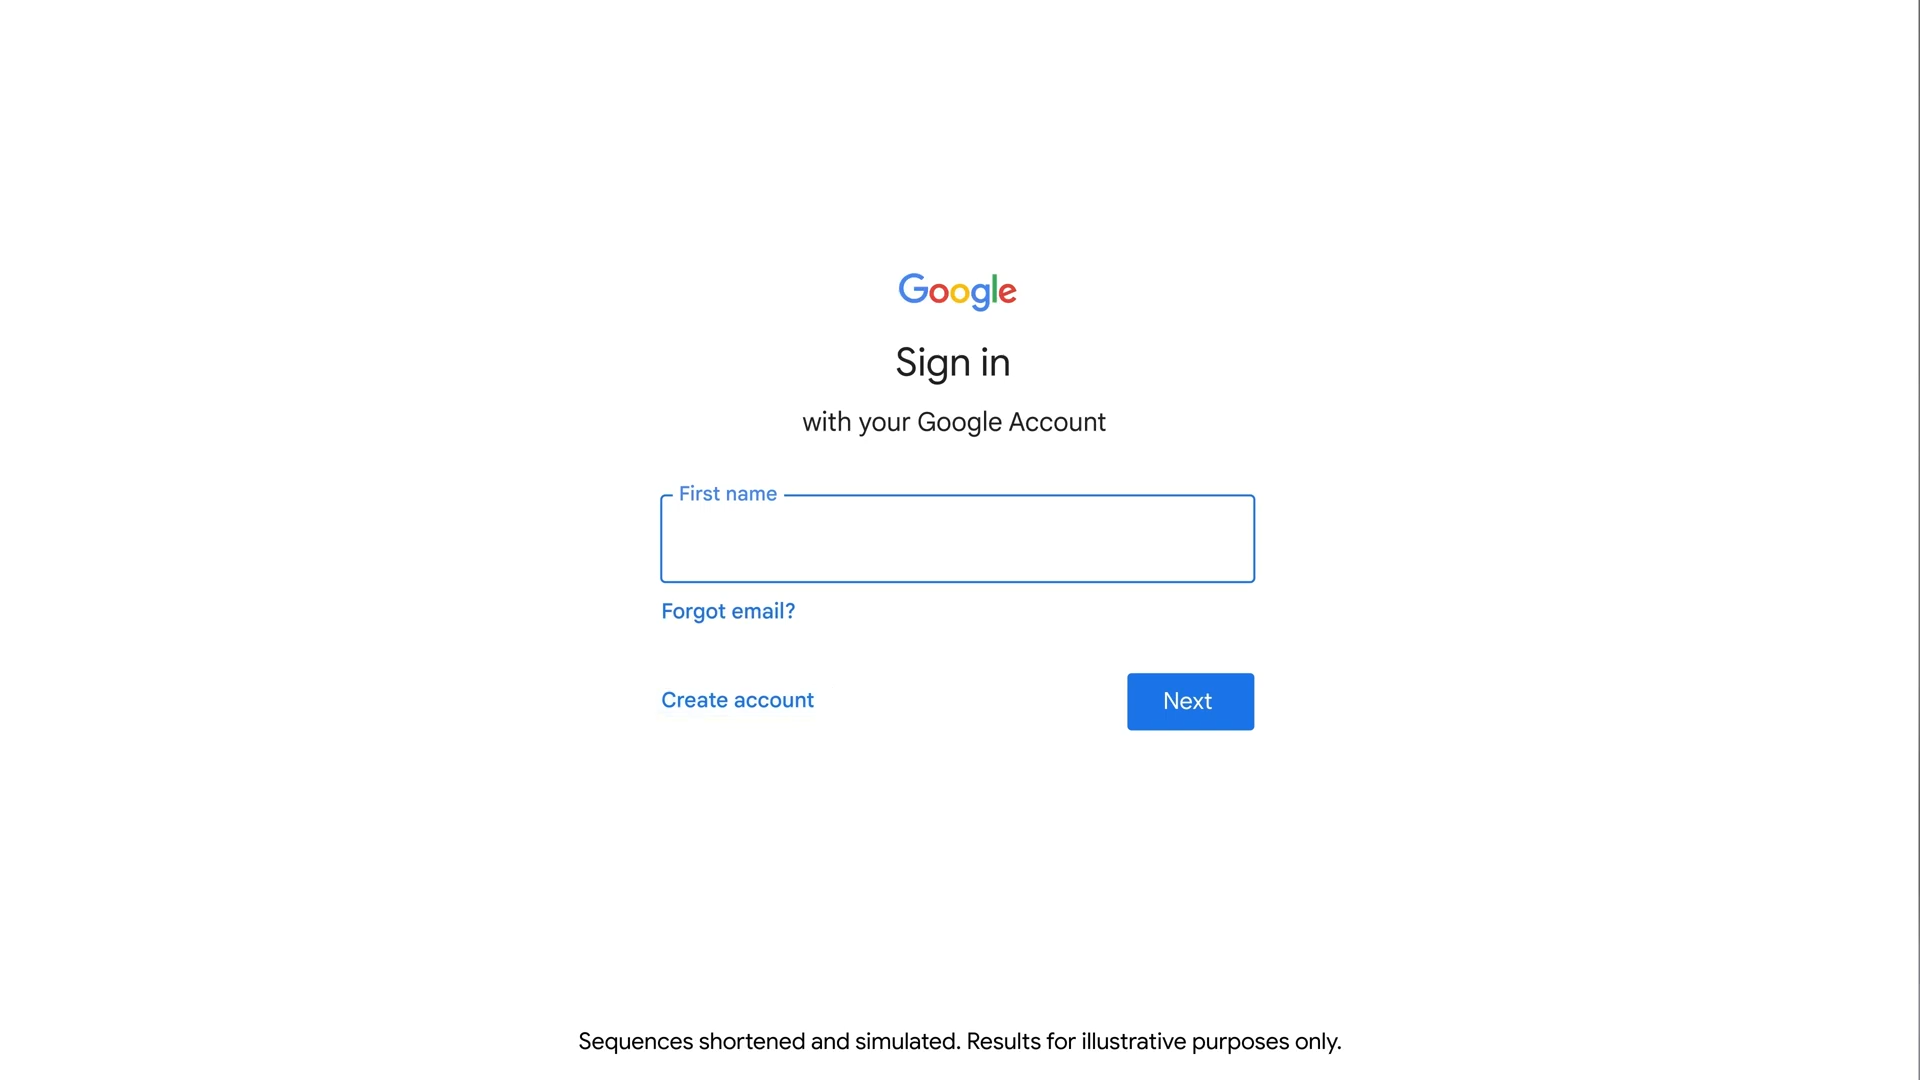 Google
Sign in
with your Google Account
First name
Forgot email?
Create account
Next
Sequences shortened and simulated. Results for illustrative purposes only.